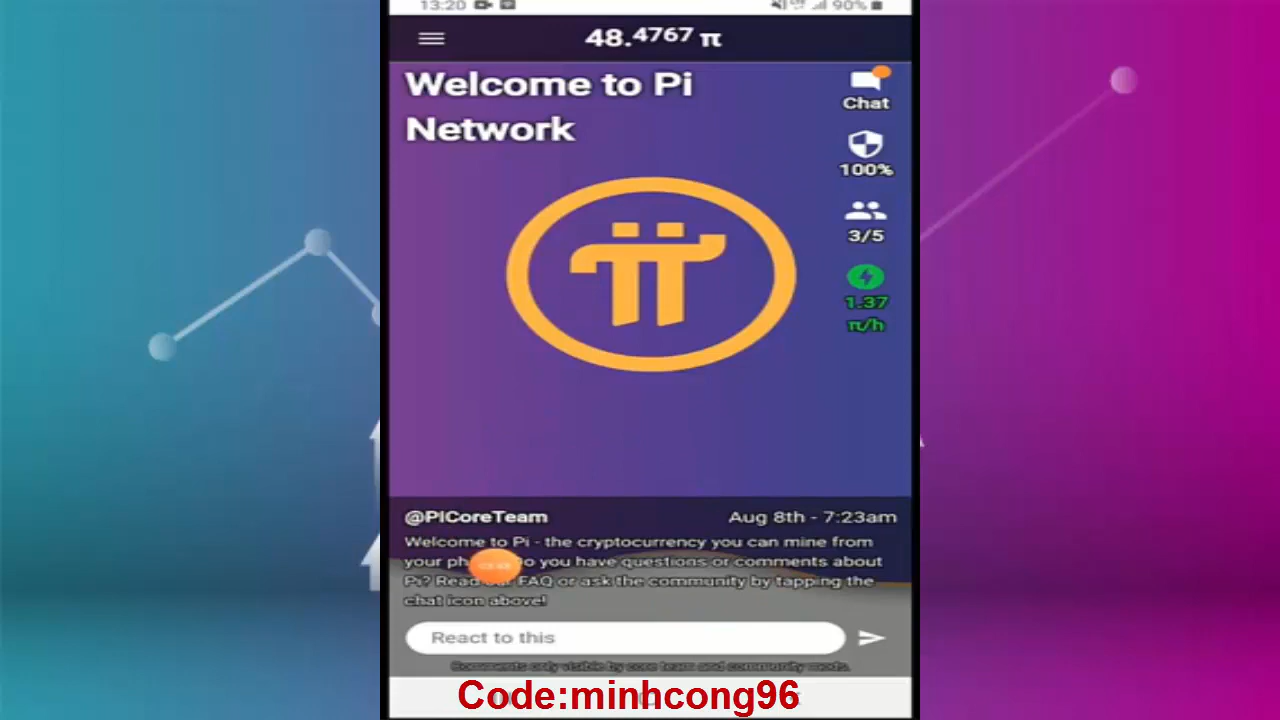 13:20
90%
48.4767 π
Welcome to Pi
Network
Chat
100%
3/5
1.37
π/h
@PiCoreTeam
Aug 8th - 7:23am
Welcome to Pi - the cryptocurrency you can mine from
your Do you have questions or comments about
Pi? Read our FAQ or ask the community by tapping the
chat icon above!
React to this
Comments only visible by core team and community mods.
Code:minhcong96